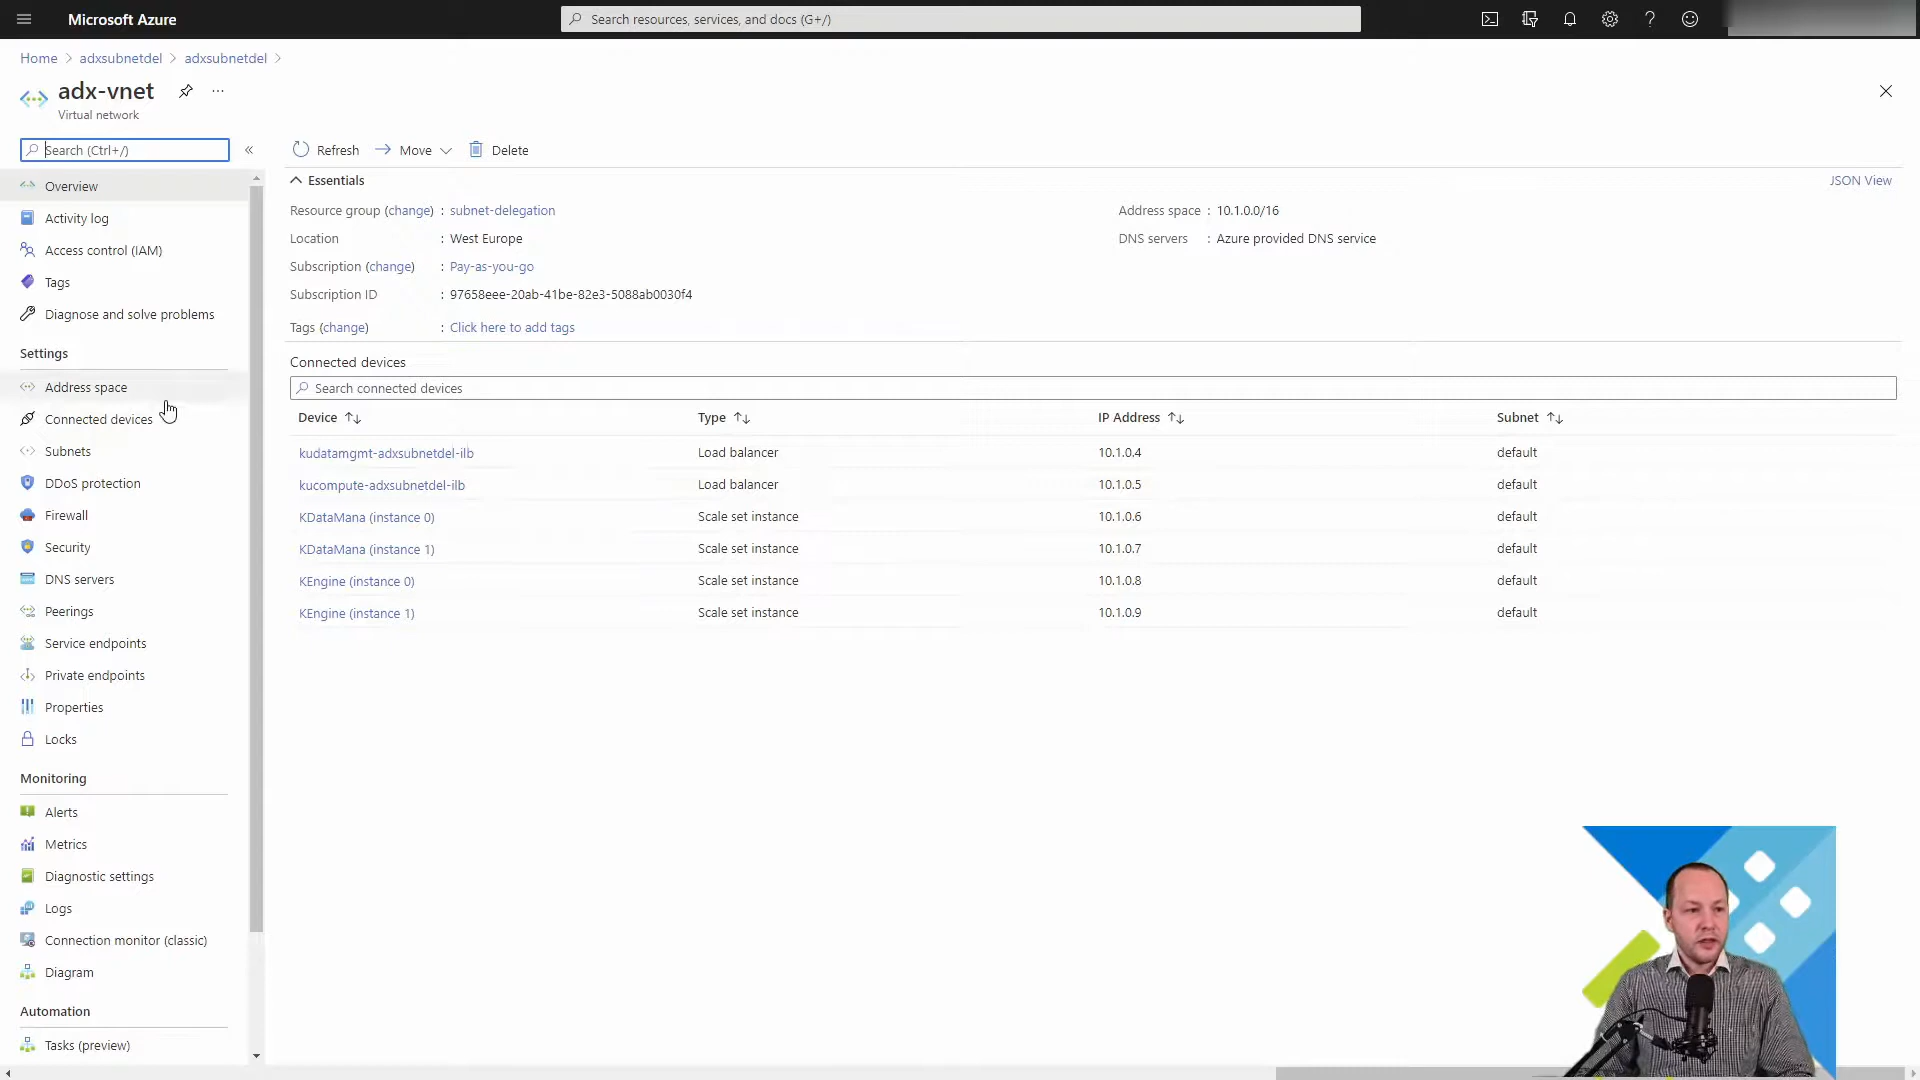 Microsoft Azure
Search resources, services, and docs (G+/)
Home > adxsubnetdel > adxsubnetdel >
adx-vnet
Virtual network
Search (Ctrl+/)
Refresh Move Delete
Essentials
JSON View
Resource group (change) : subnet-delegation
Location : West Europe
Subscription (change) : Pay-as-you-go
Subscription ID : 97658eee-20ab-41be-82e3-5088ab0030f4
Tags (change) : Click here to add tags
Address space : 10.1.0.0/16
DNS servers : Azure provided DNS service
Overview
Activity log
Access control (IAM)
Tags
Diagnose and solve problems
Settings
Address space
Connected devices
Subnets
DDoS protection
Firewall
Security
DNS servers
Peerings
Service endpoints
Private endpoints
Properties
Locks
Monitoring
Alerts
Metrics
Diagnostic settings
Logs
Connection monitor (classic)
Diagram
Automation
Tasks (preview)
Connected devices
Search connected devices
Device Type IP Address Subnet
kudatamgmt-adxsubnetdel-ilb Load balancer 10.1.0.4 default
kucompute-adxsubnetdel-ilb Load balancer 10.1.0.5 default
KDataMana (instance 0) Scale set instance 10.1.0.6 default
KDataMana (instance 1) Scale set instance 10.1.0.7 default
KEngine (instance 0) Scale set instance 10.1.0.8 default
KEngine (instance 1) Scale set instance 10.1.0.9 default